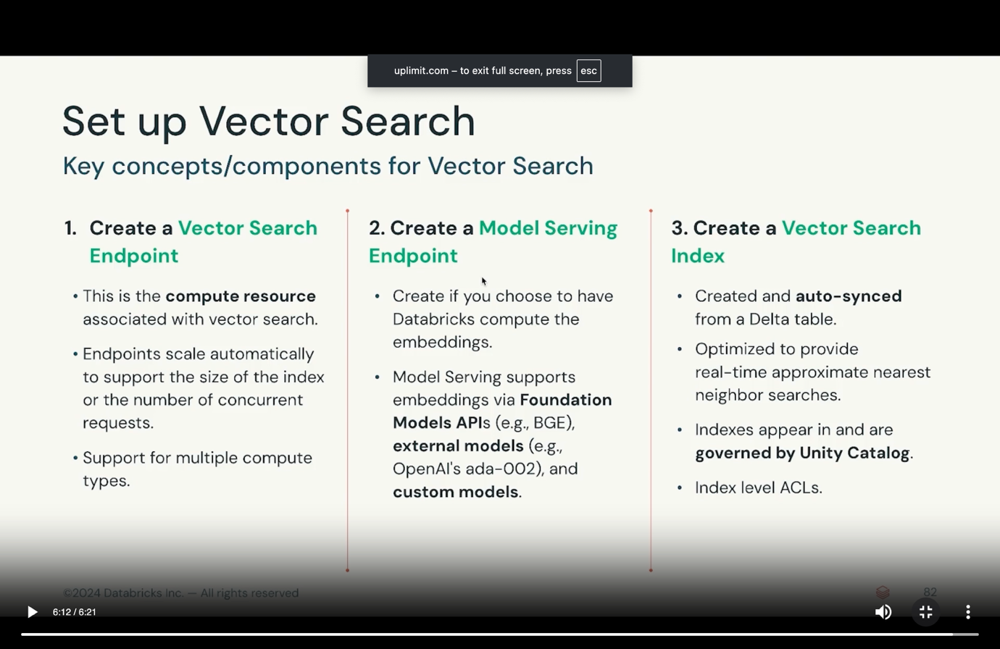 uplimit.com – to exit full screen, press esc
Set up Vector Search
Key concepts/components for Vector Search
1. Create a Vector Search
Endpoint
• This is the compute resource
associated with vector search.
• Endpoints scale automatically
to support the size of the index
or the number of concurrent
requests.
• Support for multiple compute
types.
2. Create a Model Serving
Endpoint
• Create if you choose to have
Databricks compute the
embeddings.
• Model Serving supports
embeddings via Foundation
Models APIs (e.g., BGE),
external models (e.g.,
OpenAI's ada-002), and
custom models.
3. Create a Vector Search
Index
• Created and auto-synced
from a Delta table.
• Optimized to provide
real-time approximate nearest
neighbor searches.
• Indexes appear in and are
governed by Unity Catalog.
• Index level ACLs.
©2024 Databricks Inc. — All rights reserved
82
6:12 / 6:21